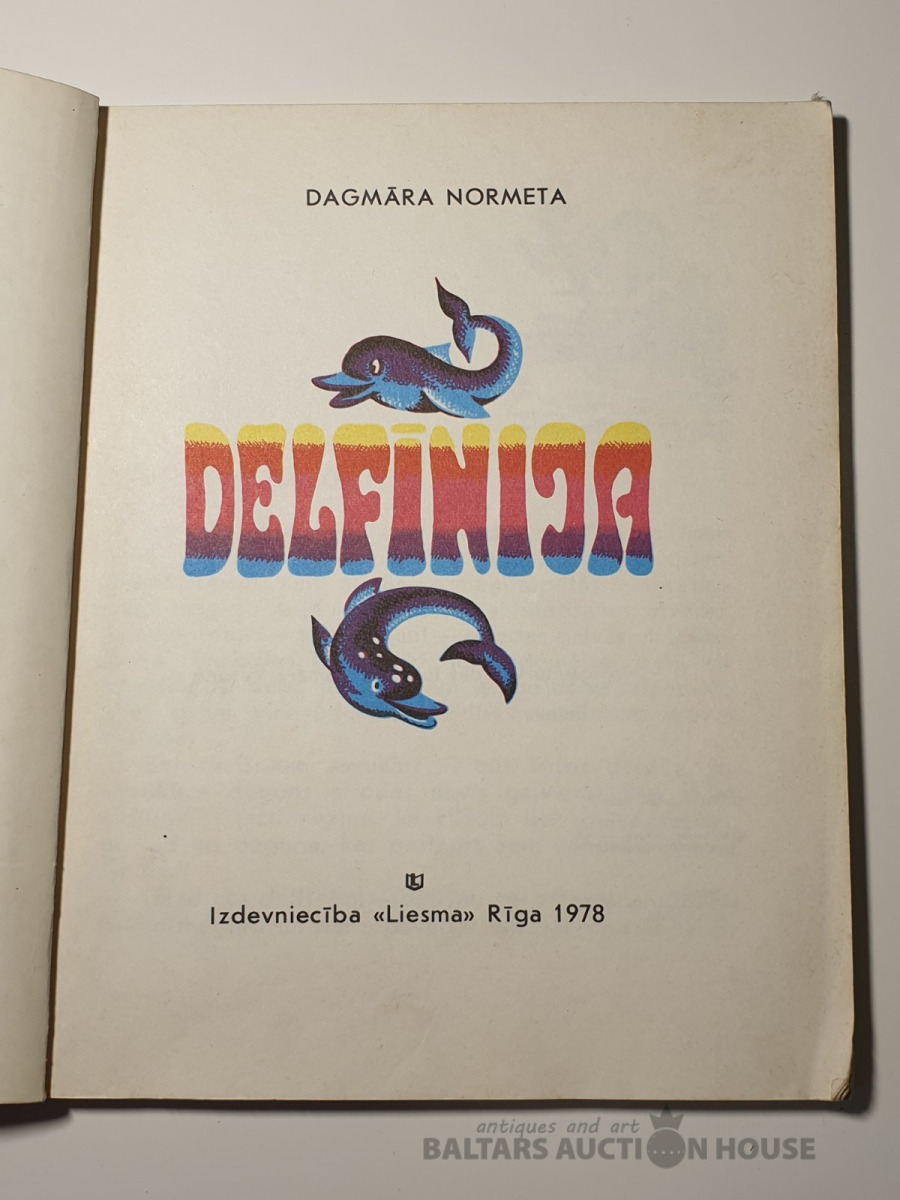 DAGMĀRA NORMETA
DELFĪNIJA
Izdevniecība «Liesma» Rīga 1978
antiques and art
BALTARS AUCTION HOUSE